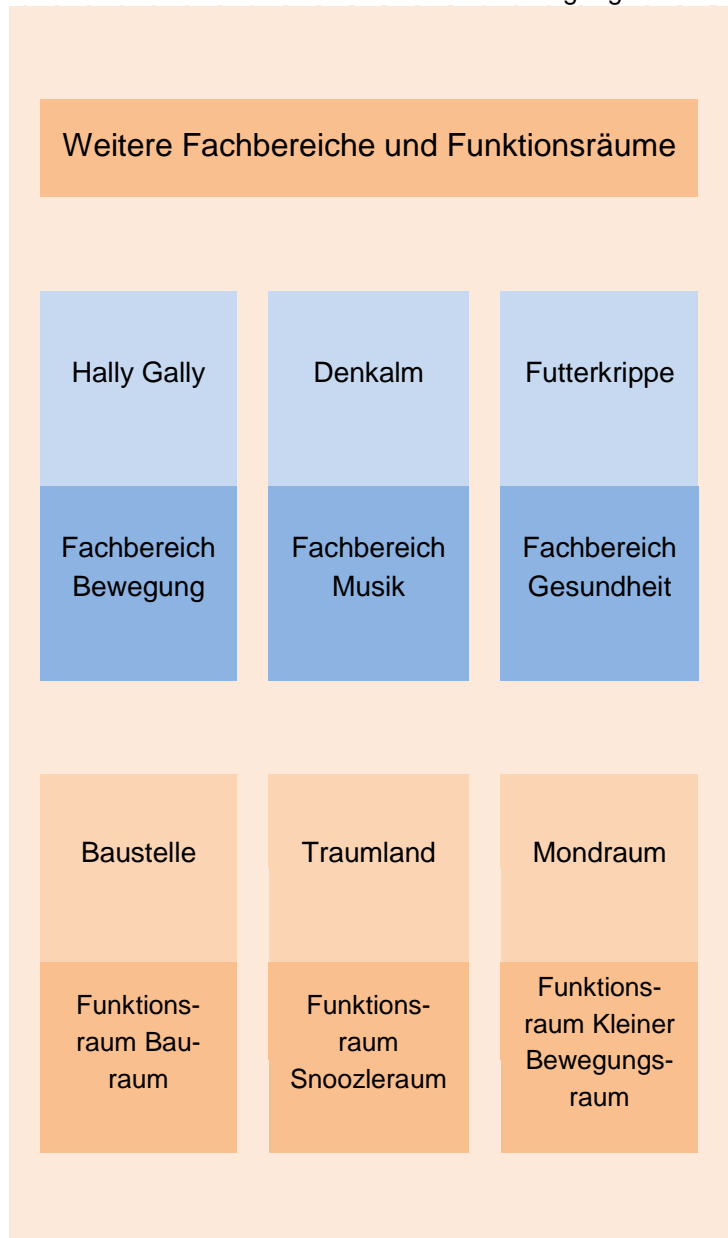 Weitere Fachbereiche und Funktionsräume
Hally Gally
Denkalm
Futterkrippe
Fachbereich
Bewegung
Fachbereich
Musik
Fachbereich
Gesundheit
Baustelle
Traumland
Mondraum
Funktions-
raum Bau-
raum
Funktions-
raum
Snoozleraum
Funktions-
raum Kleiner
Bewegungs-
raum